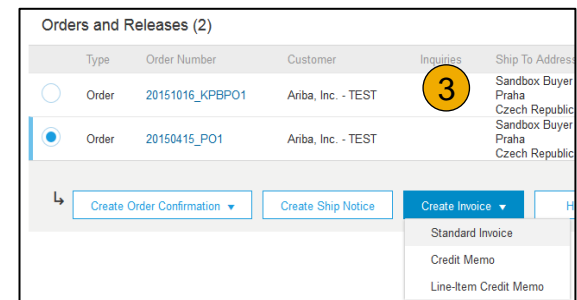 Orders and Releases (2)
Type Order Number Customer Inquiries Ship To Address
Order 20151016_KPBPO1 Ariba, Inc. - TEST 3 Sandbox Buyer
Praha
Czech Republic
Order 20150415_PO1 Ariba, Inc. - TEST Sandbox Buyer
Praha
Czech Republic
Create Order Confirmation Create Ship Notice Create Invoice H
Standard Invoice
Credit Memo
Line-Item Credit Memo